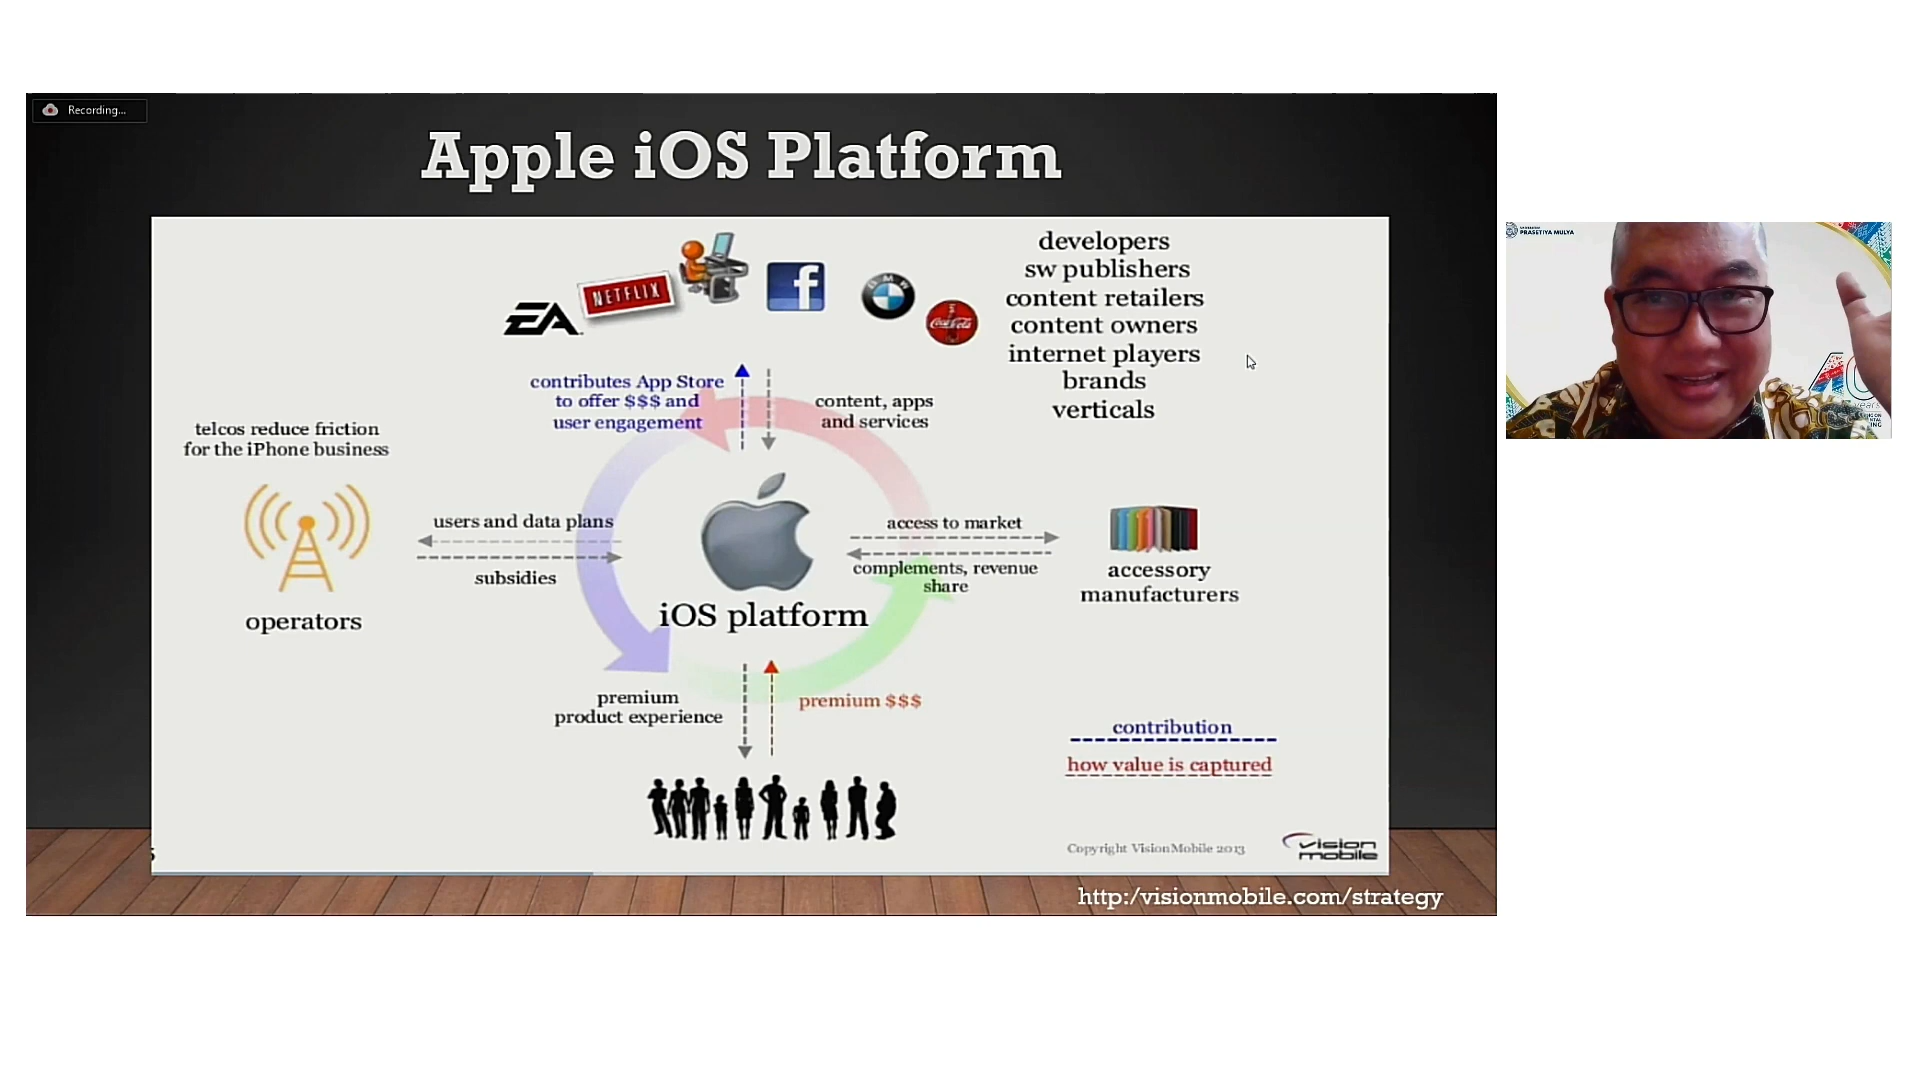 Recording...
Apple iOS Platform
EA
NETFLIX
f
BMW
Coca-Cola
developers
sw publishers
content retailers
content owners
internet players
brands
verticals
contributes App Store
to offer $$$ and
user engagement
content, apps
and services
telcos reduce friction
for the iPhone business
users and data plans
subsidies
operators
access to market
complements, revenue
share
accessory
manufacturers
iOS platform
premium
product experience
premium $$$
contribution
how value is captured
Copyright VisionMobile 2013
vision
mobile
http:/visionmobile.com/strategy
PRASETIYA MULYA